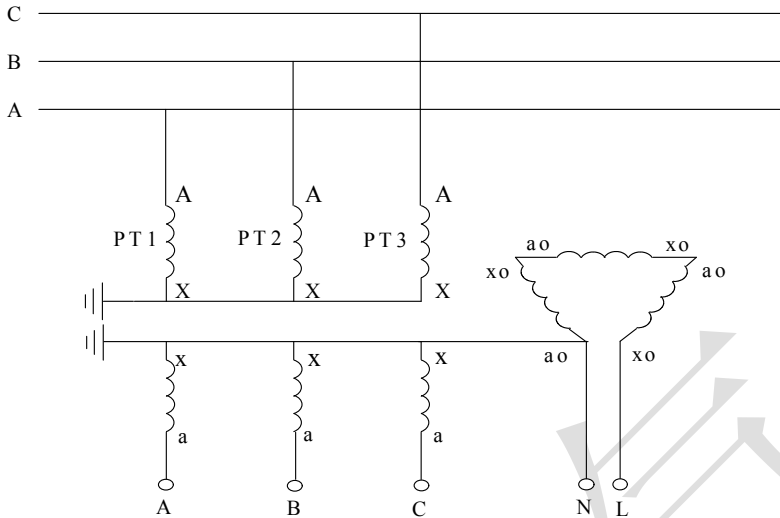 C
B
A
A A A
PT1 PT2 PT3
ao xo
xo ao
X X X
x x x ao xo
a a a
A B C N L